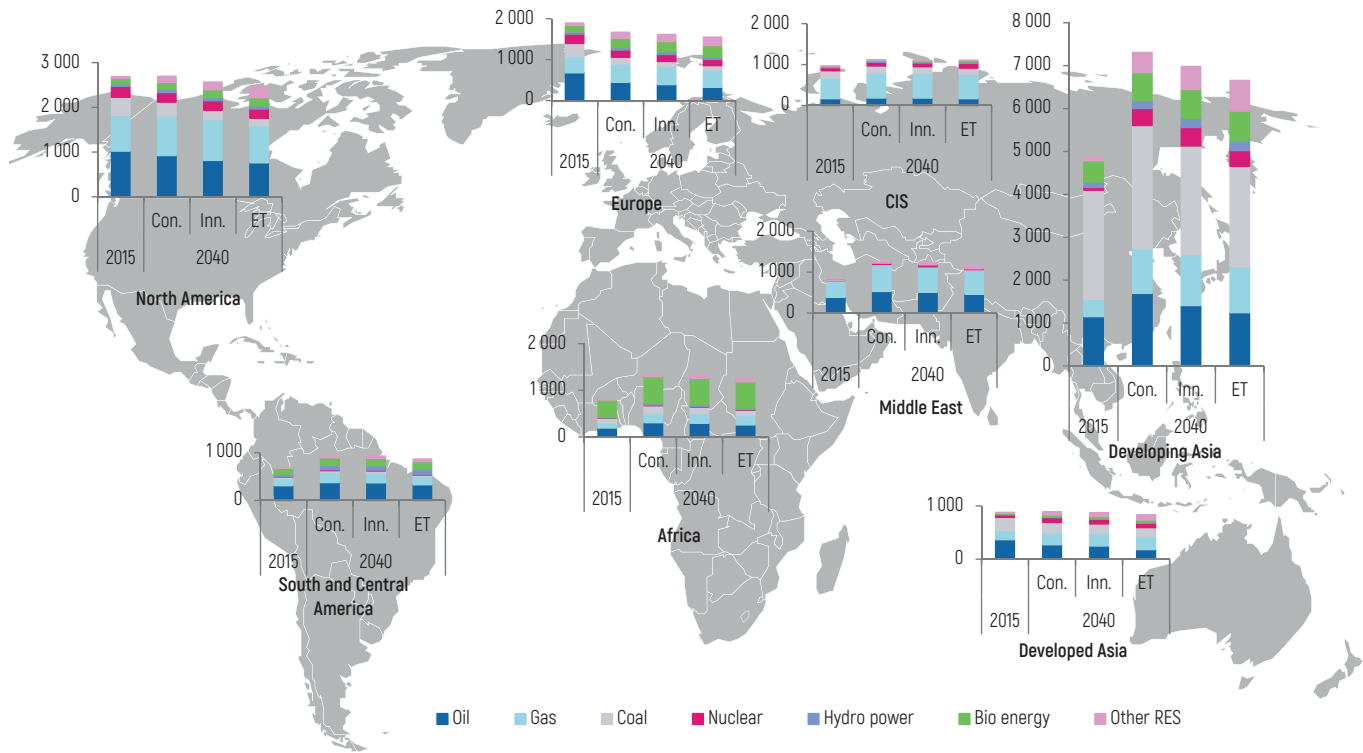 3 000
2 000
1 000
0
2015
Con.
Inn.
ET
2040
North America
2 000
1 000
0
2015
Con.
Inn.
ET
2040
Europe
2 000
1 000
0
2015
Con.
Inn.
ET
2040
CIS
8 000
7 000
6 000
5 000
4 000
3 000
2 000
1 000
0
2015
Con.
Inn.
ET
2040
Developing Asia
2 000
1 000
0
2015
Con.
Inn.
ET
2040
Middle East
2 000
1 000
0
2015
Con.
Inn.
ET
2040
Africa
1 000
0
2015
Con.
Inn.
ET
2040
South and Central
America
1000
0
2015
Con.
Inn.
ET
2040
Developed Asia
Oil
Gas
Coal
Nuclear
Hydro power
Bio energy
Other RES